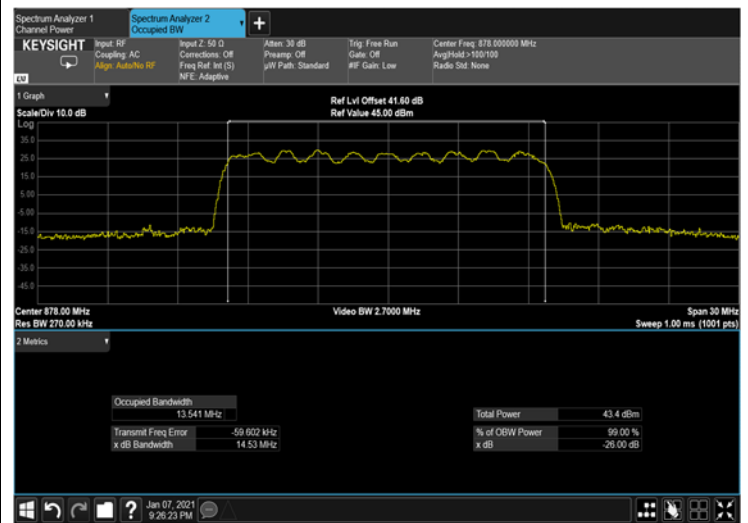 Spectrum Analyzer 1
Channel Power
Spectrum Analyzer 2
Occupied BW
+
KEYSIGHT
Input: RF
Coupling: AC
Align: Auto/No RF
Input Z: 50 Ω
Corrections: Off
Freq Ref: Int (S)
NFE: Adaptive
Atten: 30 dB
Preamp: Off
µW Path: Standard
Trig: Free Run
Gate: Off
#IF Gain: Low
Center Freq: 878.000000 MHz
Avg|Hold:>100/100
Radio Std: None
1 Graph
Scale/Div 10.0 dB
Ref Lvl Offset 41.60 dB
Ref Value 45.00 dBm
Log
35.0
25.0
15.0
5.00
-5.00
-15.0
-25.0
-35.0
-45.0
Center 878.00 MHz
Video BW 2.7000 MHz
Span 30 MHz
Res BW 270.00 kHz
Sweep 1.00 ms (1001 pts)
2 Metrics
Occupied Bandwidth
13.541 MHz
Transmit Freq Error -59.602 kHz
x dB Bandwidth 14.53 MHz
Total Power 43.4 dBm
% of OBW Power 99.00 %
x dB -26.00 dB
?
Jan 07, 2021
9:26:23 PM